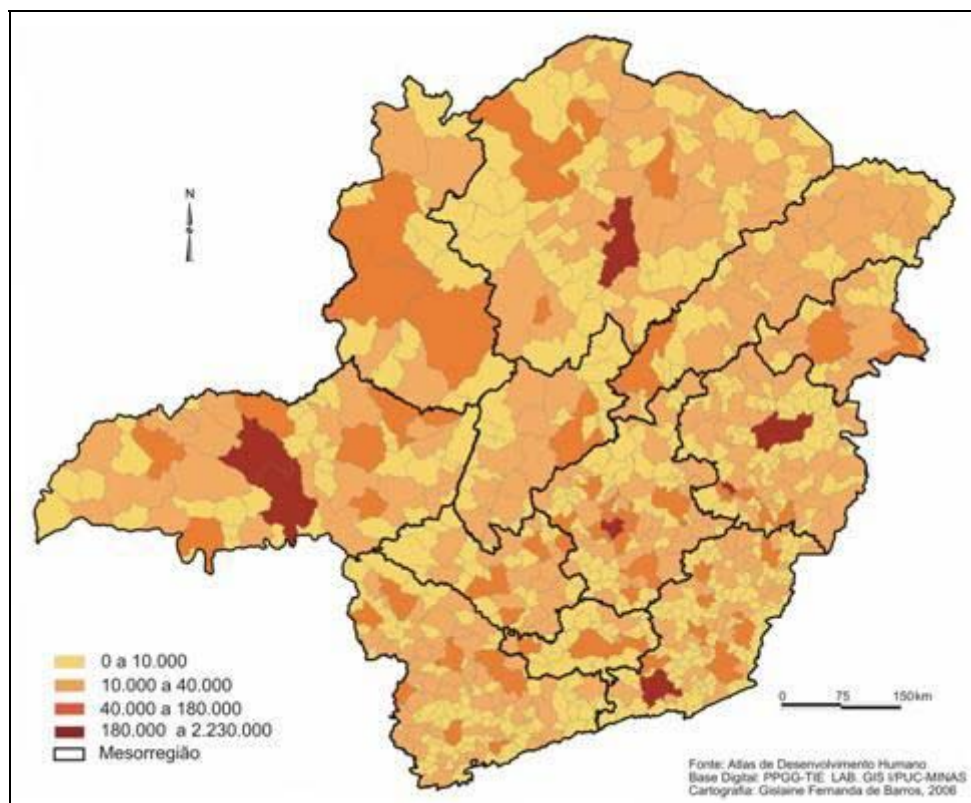 N
0 a 10.000
10.000 a 40.000
40.000 a 180.000
180.000 a 2.230.000
Mesorregião
0 75 150km
Fonte: Atlas de Desenvolvimento Humano
Base Digital: PPGG-TIE LAB. GIS I/PUC-MINAS
Cartografia: Gislaine Fernanda de Barros, 2006